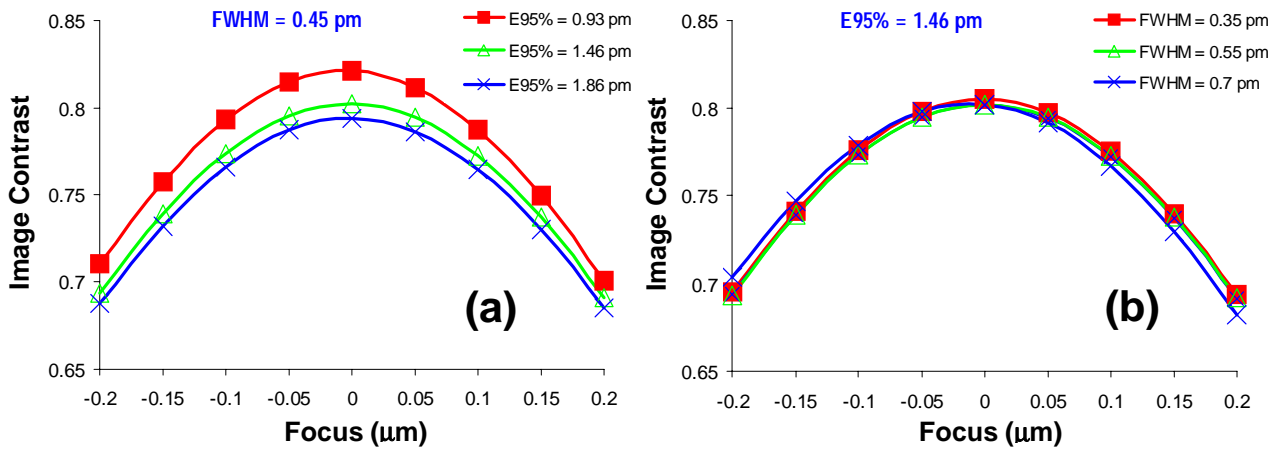 FWHM = 0.45 pm
E95% = 0.93 pm
E95% = 1.46 pm
E95% = 1.86 pm
0.85
0.8
0.75
0.7
0.65
Image Contrast
(a)
-0.2 -0.15 -0.1 -0.05 0 0.05 0.1 0.15 0.2
Focus (μm)
E95% = 1.46 pm
FWHM = 0.35 pm
FWHM = 0.55 pm
FWHM = 0.7 pm
0.85
0.8
0.75
0.7
0.65
Image Contrast
(b)
-0.2 -0.15 -0.1 -0.05 0 0.05 0.1 0.15 0.2
Focus (μm)